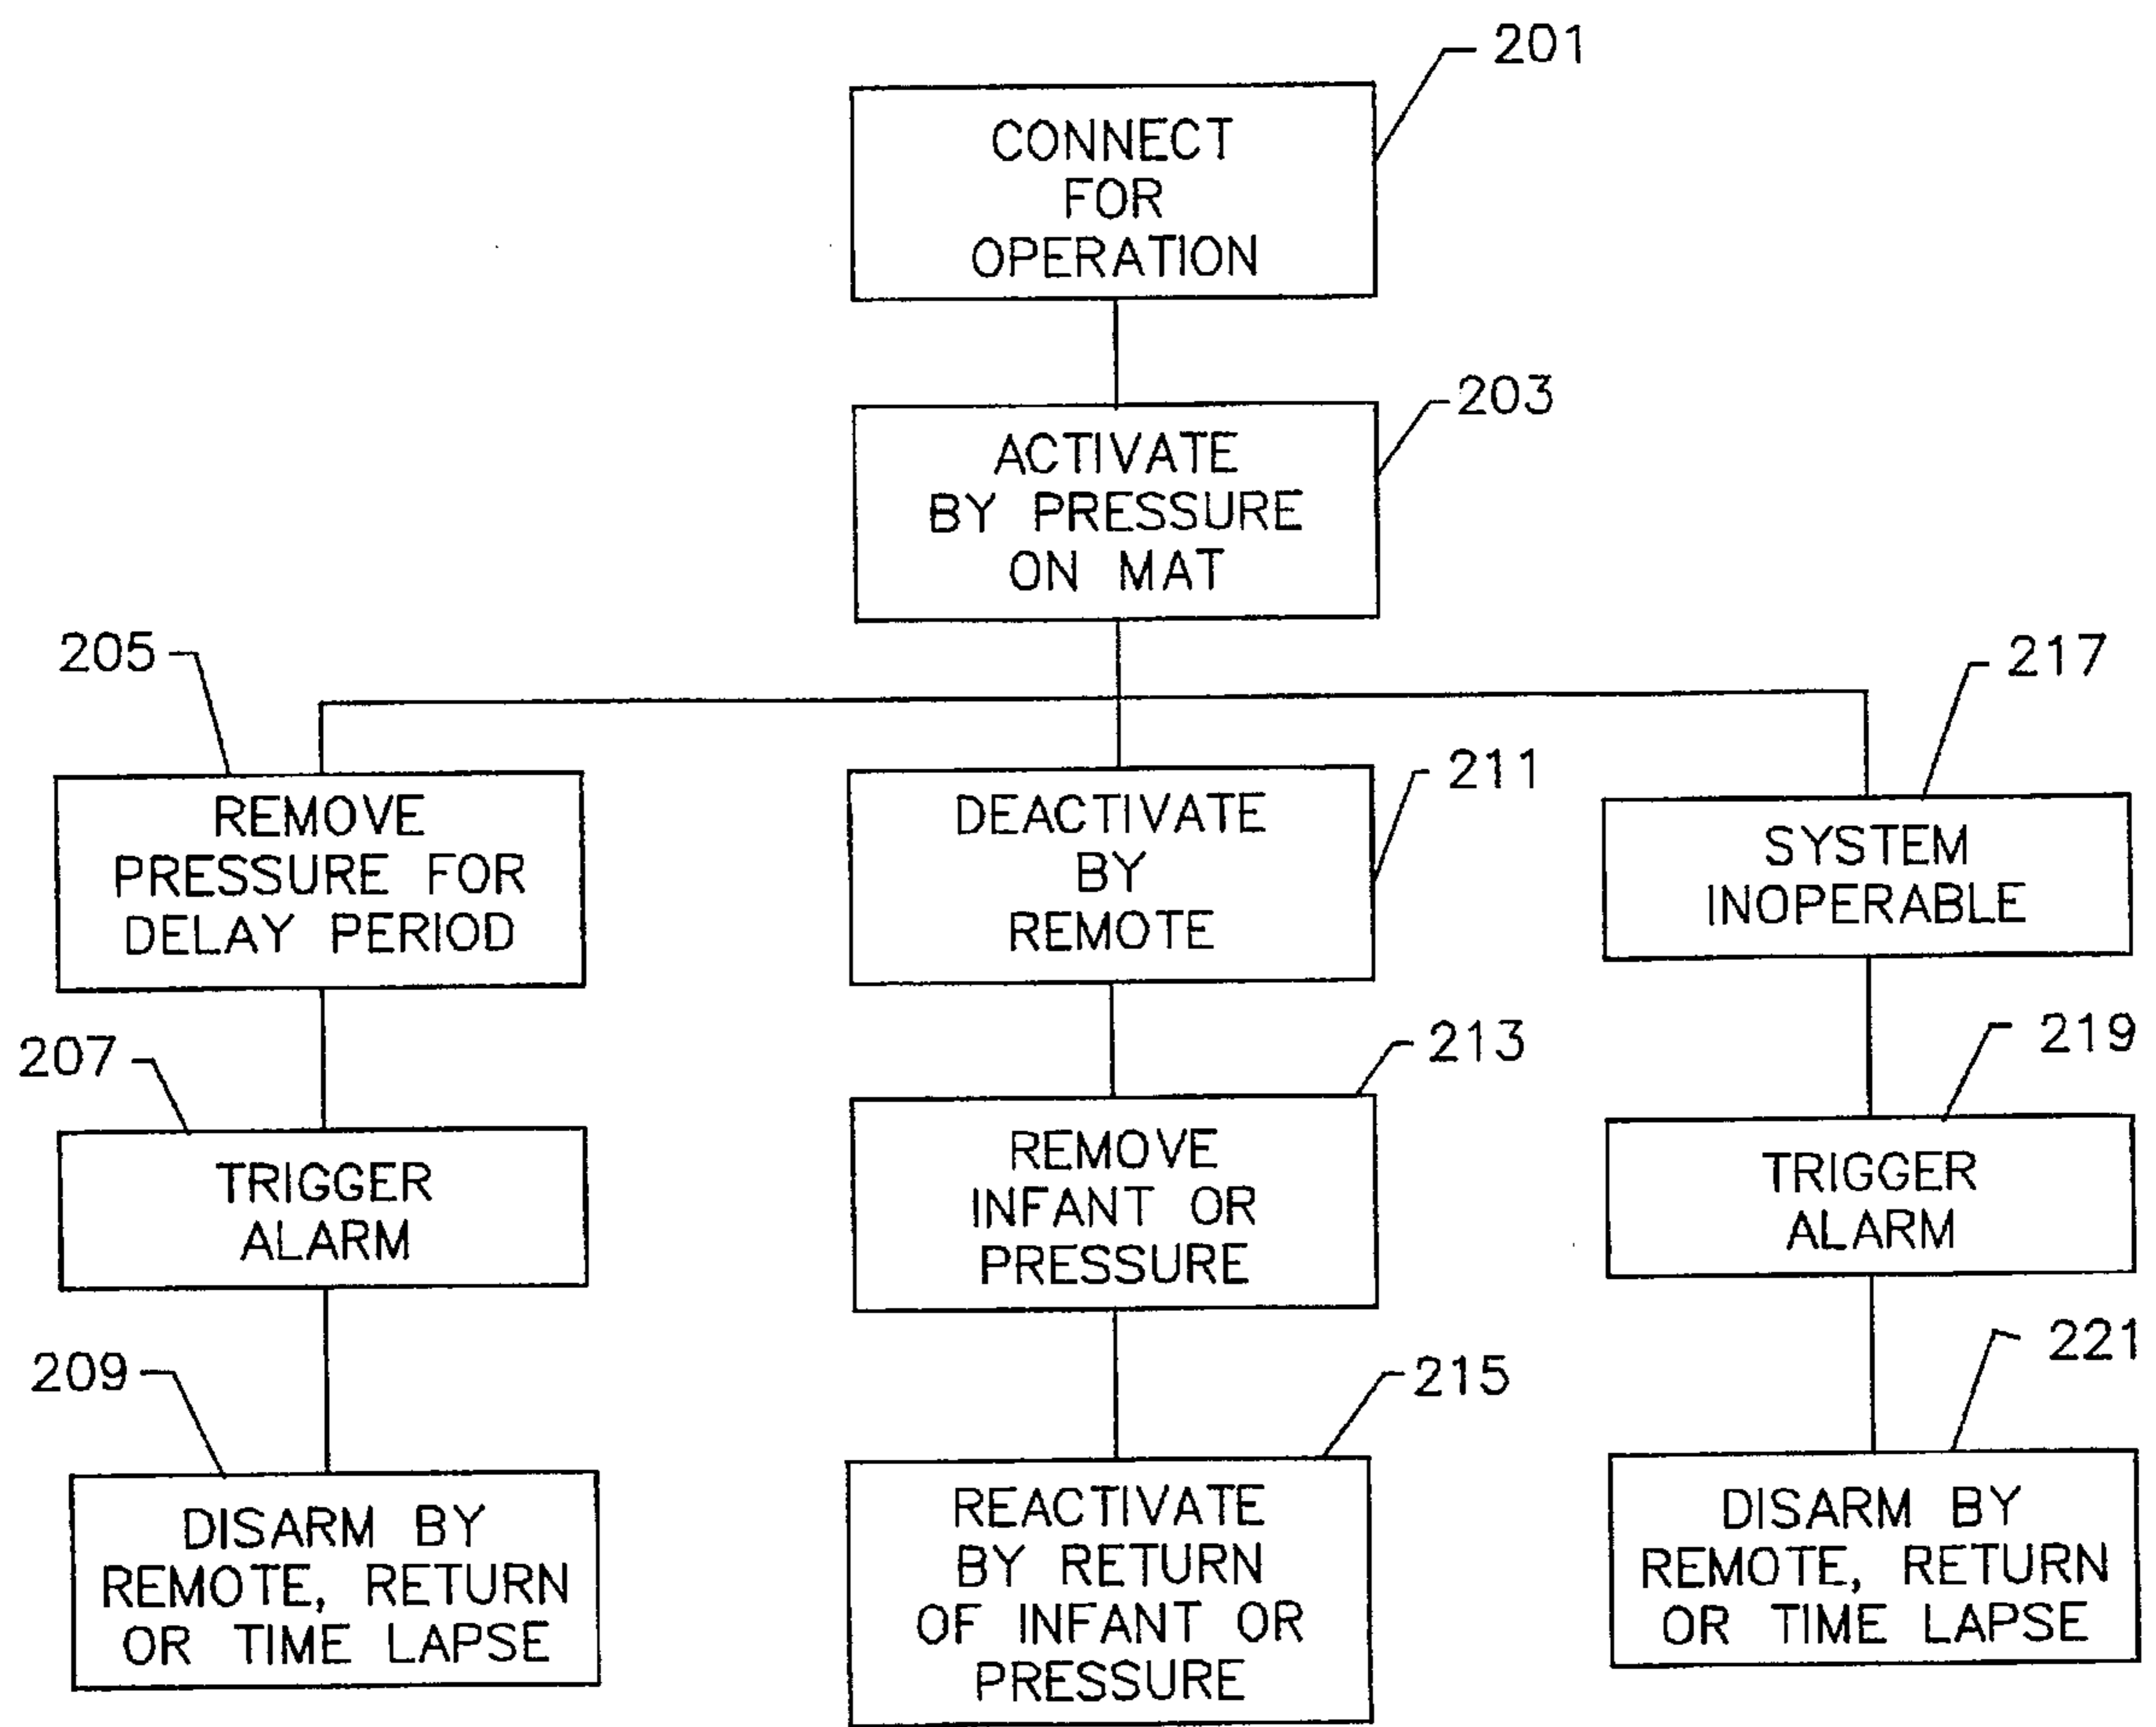 201
CONNECT
FOR
OPERATION
203
ACTIVATE
BY PRESSURE
ON MAT
205
REMOVE
PRESSURE FOR
DELAY PERIOD
207
TRIGGER
ALARM
209
DISARM BY
REMOTE, RETURN
OR TIME LAPSE
211
DEACTIVATE
BY
REMOTE
213
REMOVE
INFANT OR
PRESSURE
215
REACTIVATE
BY RETURN
OF INFANT OR
PRESSURE
217
SYSTEM
INOPERABLE
219
TRIGGER
ALARM
221
DISARM BY
REMOTE, RETURN
OR TIME LAPSE